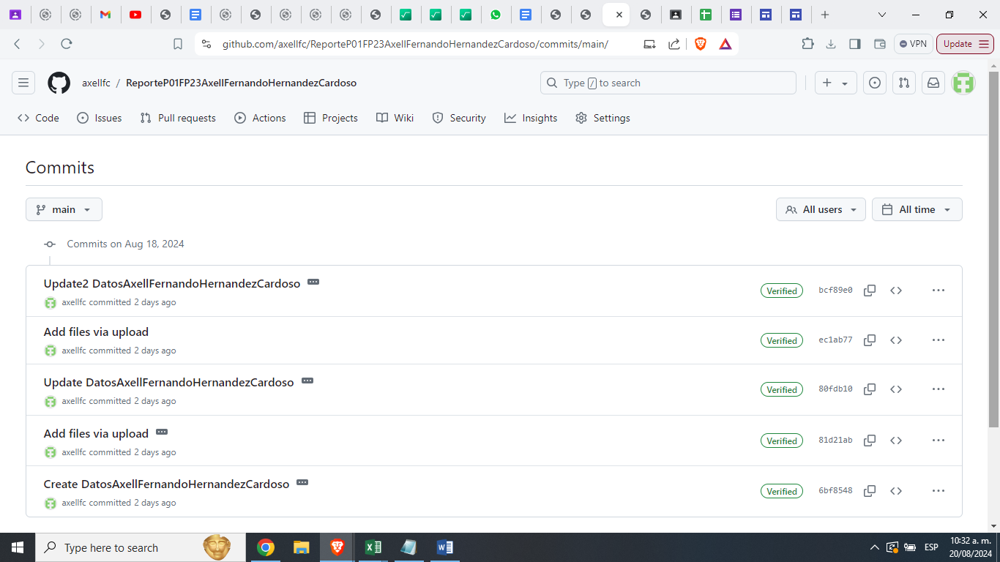 github.com/axellfc/ReporteP01FP23AxellFernandoHernandezCardoso/commits/main/
VPN
Update
axellfc / ReporteP01FP23AxellFernandoHernandezCardoso
Type / to search
Code
Issues
Pull requests
Actions
Projects
Wiki
Security
Insights
Settings
Commits
main
All users
All time
Commits on Aug 18, 2024
Update2 DatosAxellFernandoHernandezCardoso
axellfc committed 2 days ago
Verified
bcf89e0
Add files via upload
axellfc committed 2 days ago
Verified
ec1ab77
Update DatosAxellFernandoHernandezCardoso
axellfc committed 2 days ago
Verified
80fdb10
Add files via upload
axellfc committed 2 days ago
Verified
81d21ab
Create DatosAxellFernandoHernandezCardoso
axellfc committed 2 days ago
Verified
6bf8548
Type here to search
ESP
10:32 a. m.
20/08/2024